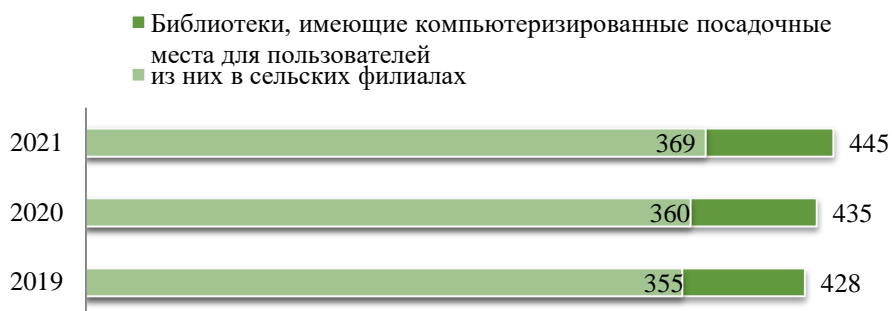 Библиотеки, имеющие компьютеризированные посадочные
места для пользователей
из них в сельских филиалах
2021 369 445
2020 360 435
2019 355 428